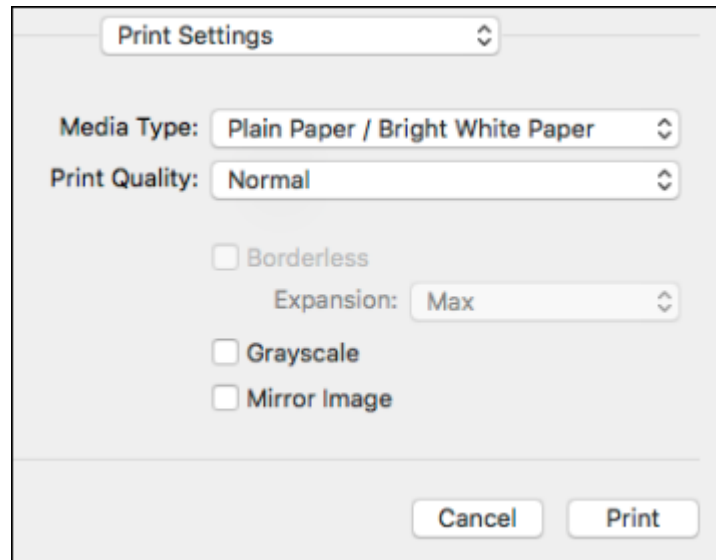 Print Settings
Media Type: Plain Paper / Bright White Paper
Print Quality: Normal
Borderless
Expansion: Max
Grayscale
Mirror Image
Cancel Print